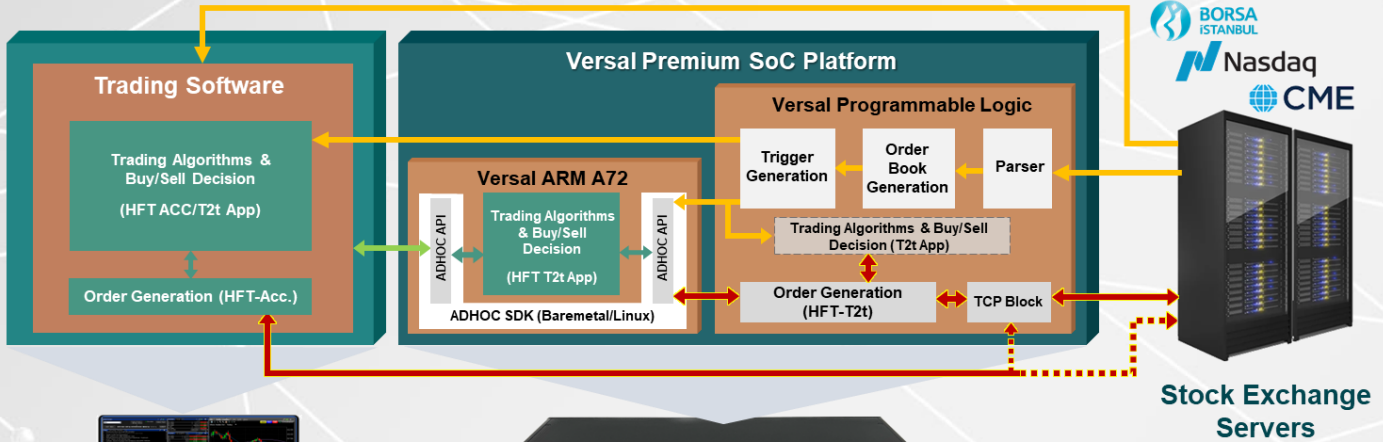 BORSA
İSTANBUL
Nasdaq
CME
Trading Software
Trading Algorithms &
Buy/Sell Decision
(HFT ACC/T2t App)
Order Generation (HFT-Acc.)
Versal Premium SoC Platform
Versal ARM A72
ADHOC API
Trading Algorithms
& Buy/Sell
Decision
(HFT T2t App)
ADHOC API
ADHOC SDK (Baremetal/Linux)
Versal Programmable Logic
Trigger
Generation
Order
Book
Generation
Parser
Trading Algorithms & Buy/Sell
Decision (T2t App)
Order Generation
(HFT-T2t)
TCP Block
Stock Exchange
Servers